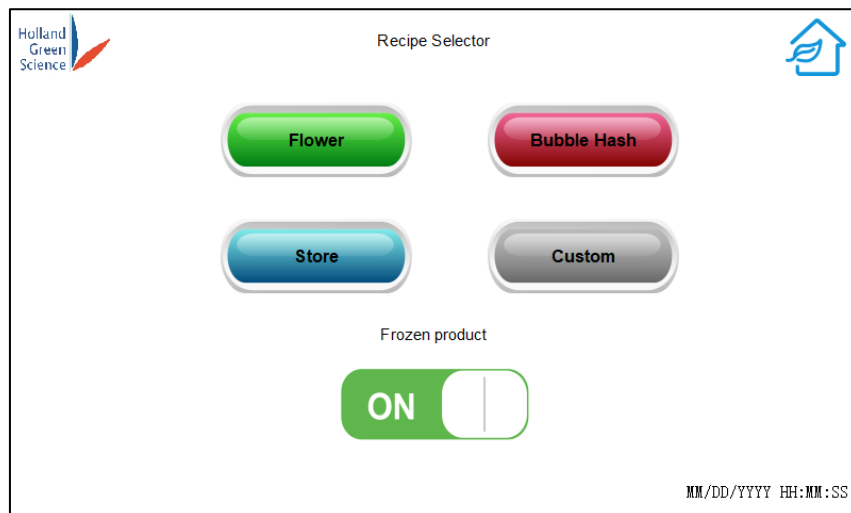 Holland
Green
Science
Recipe Selector
Flower
Bubble Hash
Store
Custom
Frozen product
ON
MM/DD/YYYY HH:MM:SS